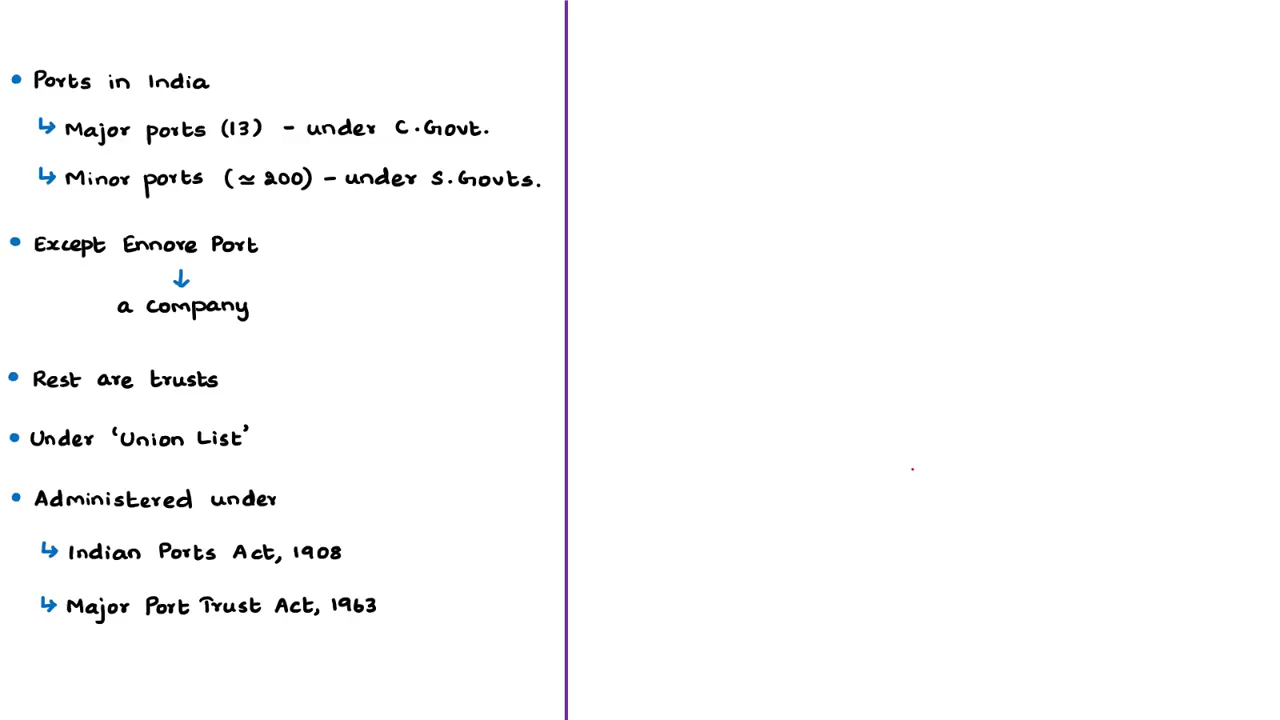 • Ports in India
↳ Major ports (13) - under C.Govt.
↳ Minor ports (≃ 200) - under S.Govts.
• Except Ennore Port
↓
a company
• Rest are trusts
• Under 'Union List'
• Administered under
↳ Indian Ports Act, 1908
↳ Major Port Trust Act, 1963